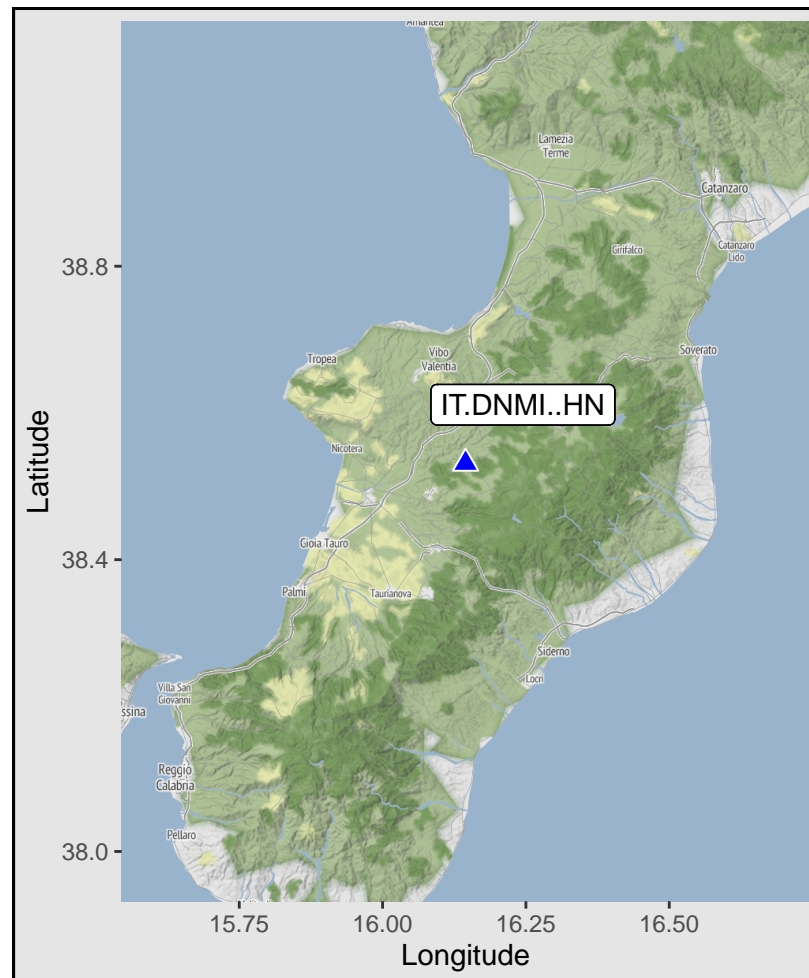 Amantea
Lamezia
Terme
Catanzaro
Girifalco
Catanzaro
Lido
38.8
Soverato
Tropea
Vibo
Valentia
IT.DNMI..HN
Nicotera
Latitude
Gioia Tauro
38.4
Palmi
Taurianova
Siderno
Locri
Villa San
Giovanni
ssina
Reggio
Calabria
Pellaro
38.0
15.75
16.00
16.25
16.50
Longitude